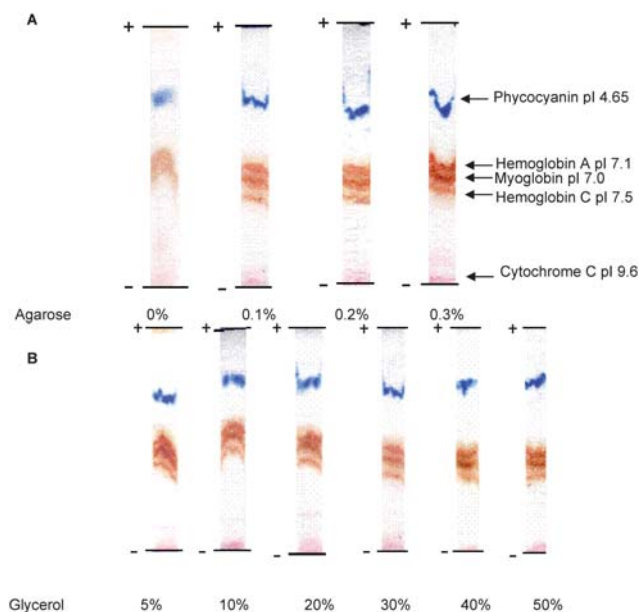 A
+ + + +
Phycocyanin pI 4.65
Hemoglobin A pI 7.1
Myoglobin pI 7.0
Hemoglobin C pI 7.5
Cytochrome C pI 9.6
- - - -
Agarose 0% 0.1% 0.2% 0.3%
B
+ + + + + +
- - - - - -
Glycerol 5% 10% 20% 30% 40% 50%